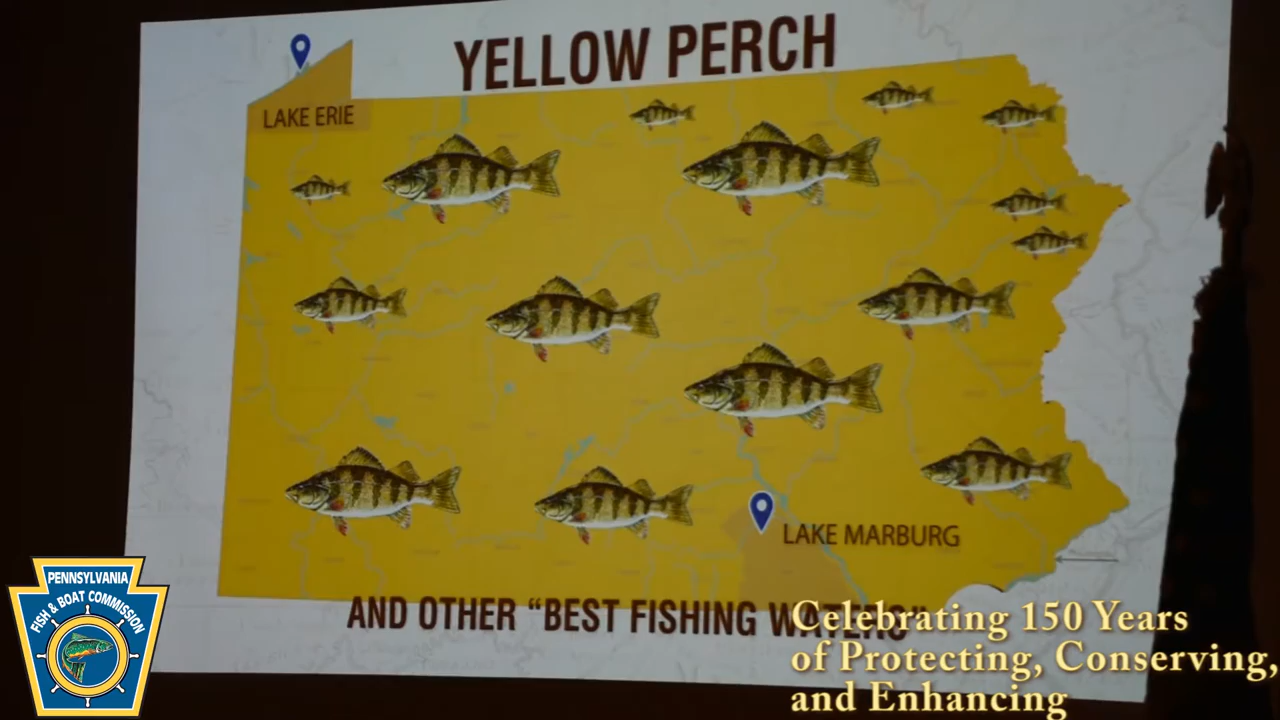 YELLOW PERCH
LAKE ERIE
LAKE MARBURG
AND OTHER “BEST FISHING WATERS”
PENNSYLVANIA
FISH & BOAT COMMISSION
Celebrating 150 Years
of Protecting, Conserving,
and Enhancing